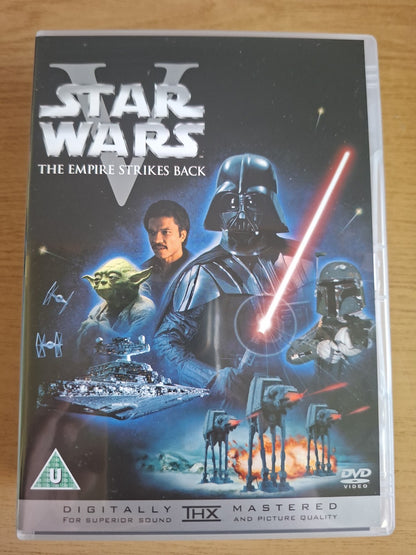 V
STAR
WARS
THE EMPIRE STRIKES BACK
U
DVD
VIDEO
DIGITALLY THX MASTERED
FOR SUPERIOR SOUND AND PICTURE QUALITY